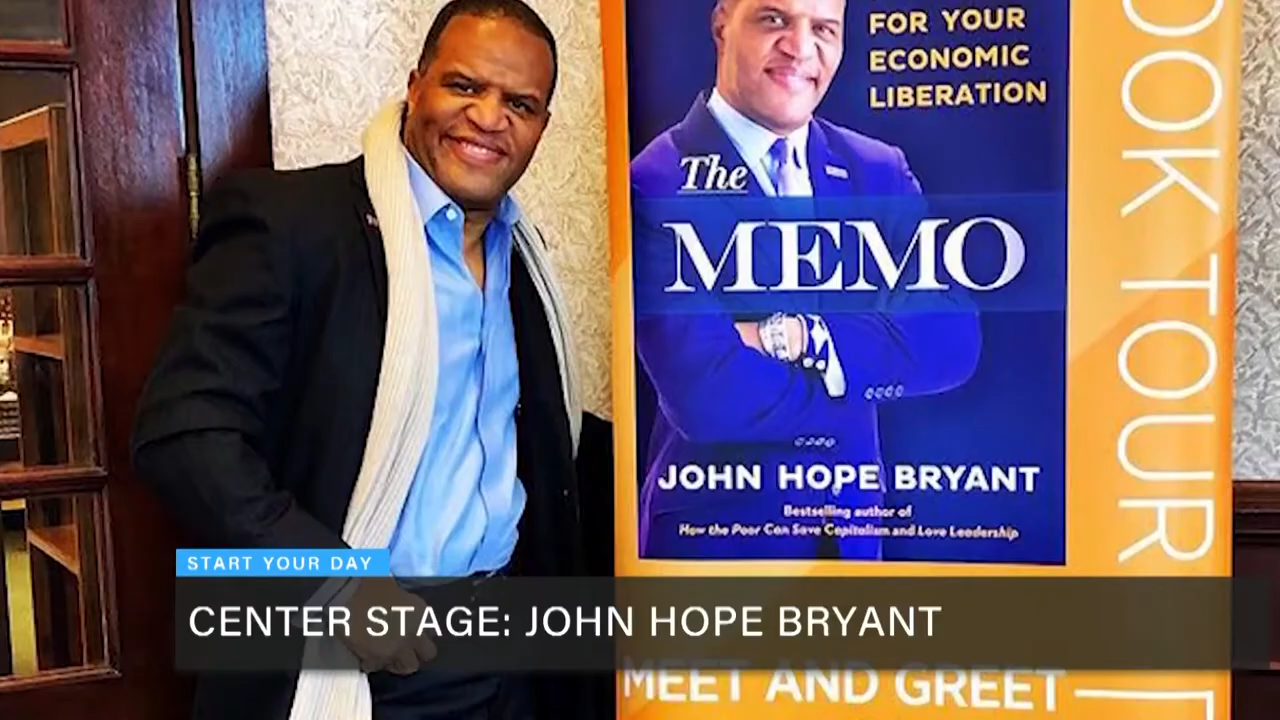 FOR YOUR
ECONOMIC
LIBERATION
The
MEMO
JOHN HOPE BRYANT
Bestselling author of
How the Poor Can Save Capitalism and Love Leadership
OOK TOUR
START YOUR DAY
CENTER STAGE: JOHN HOPE BRYANT
MEET AND GREET